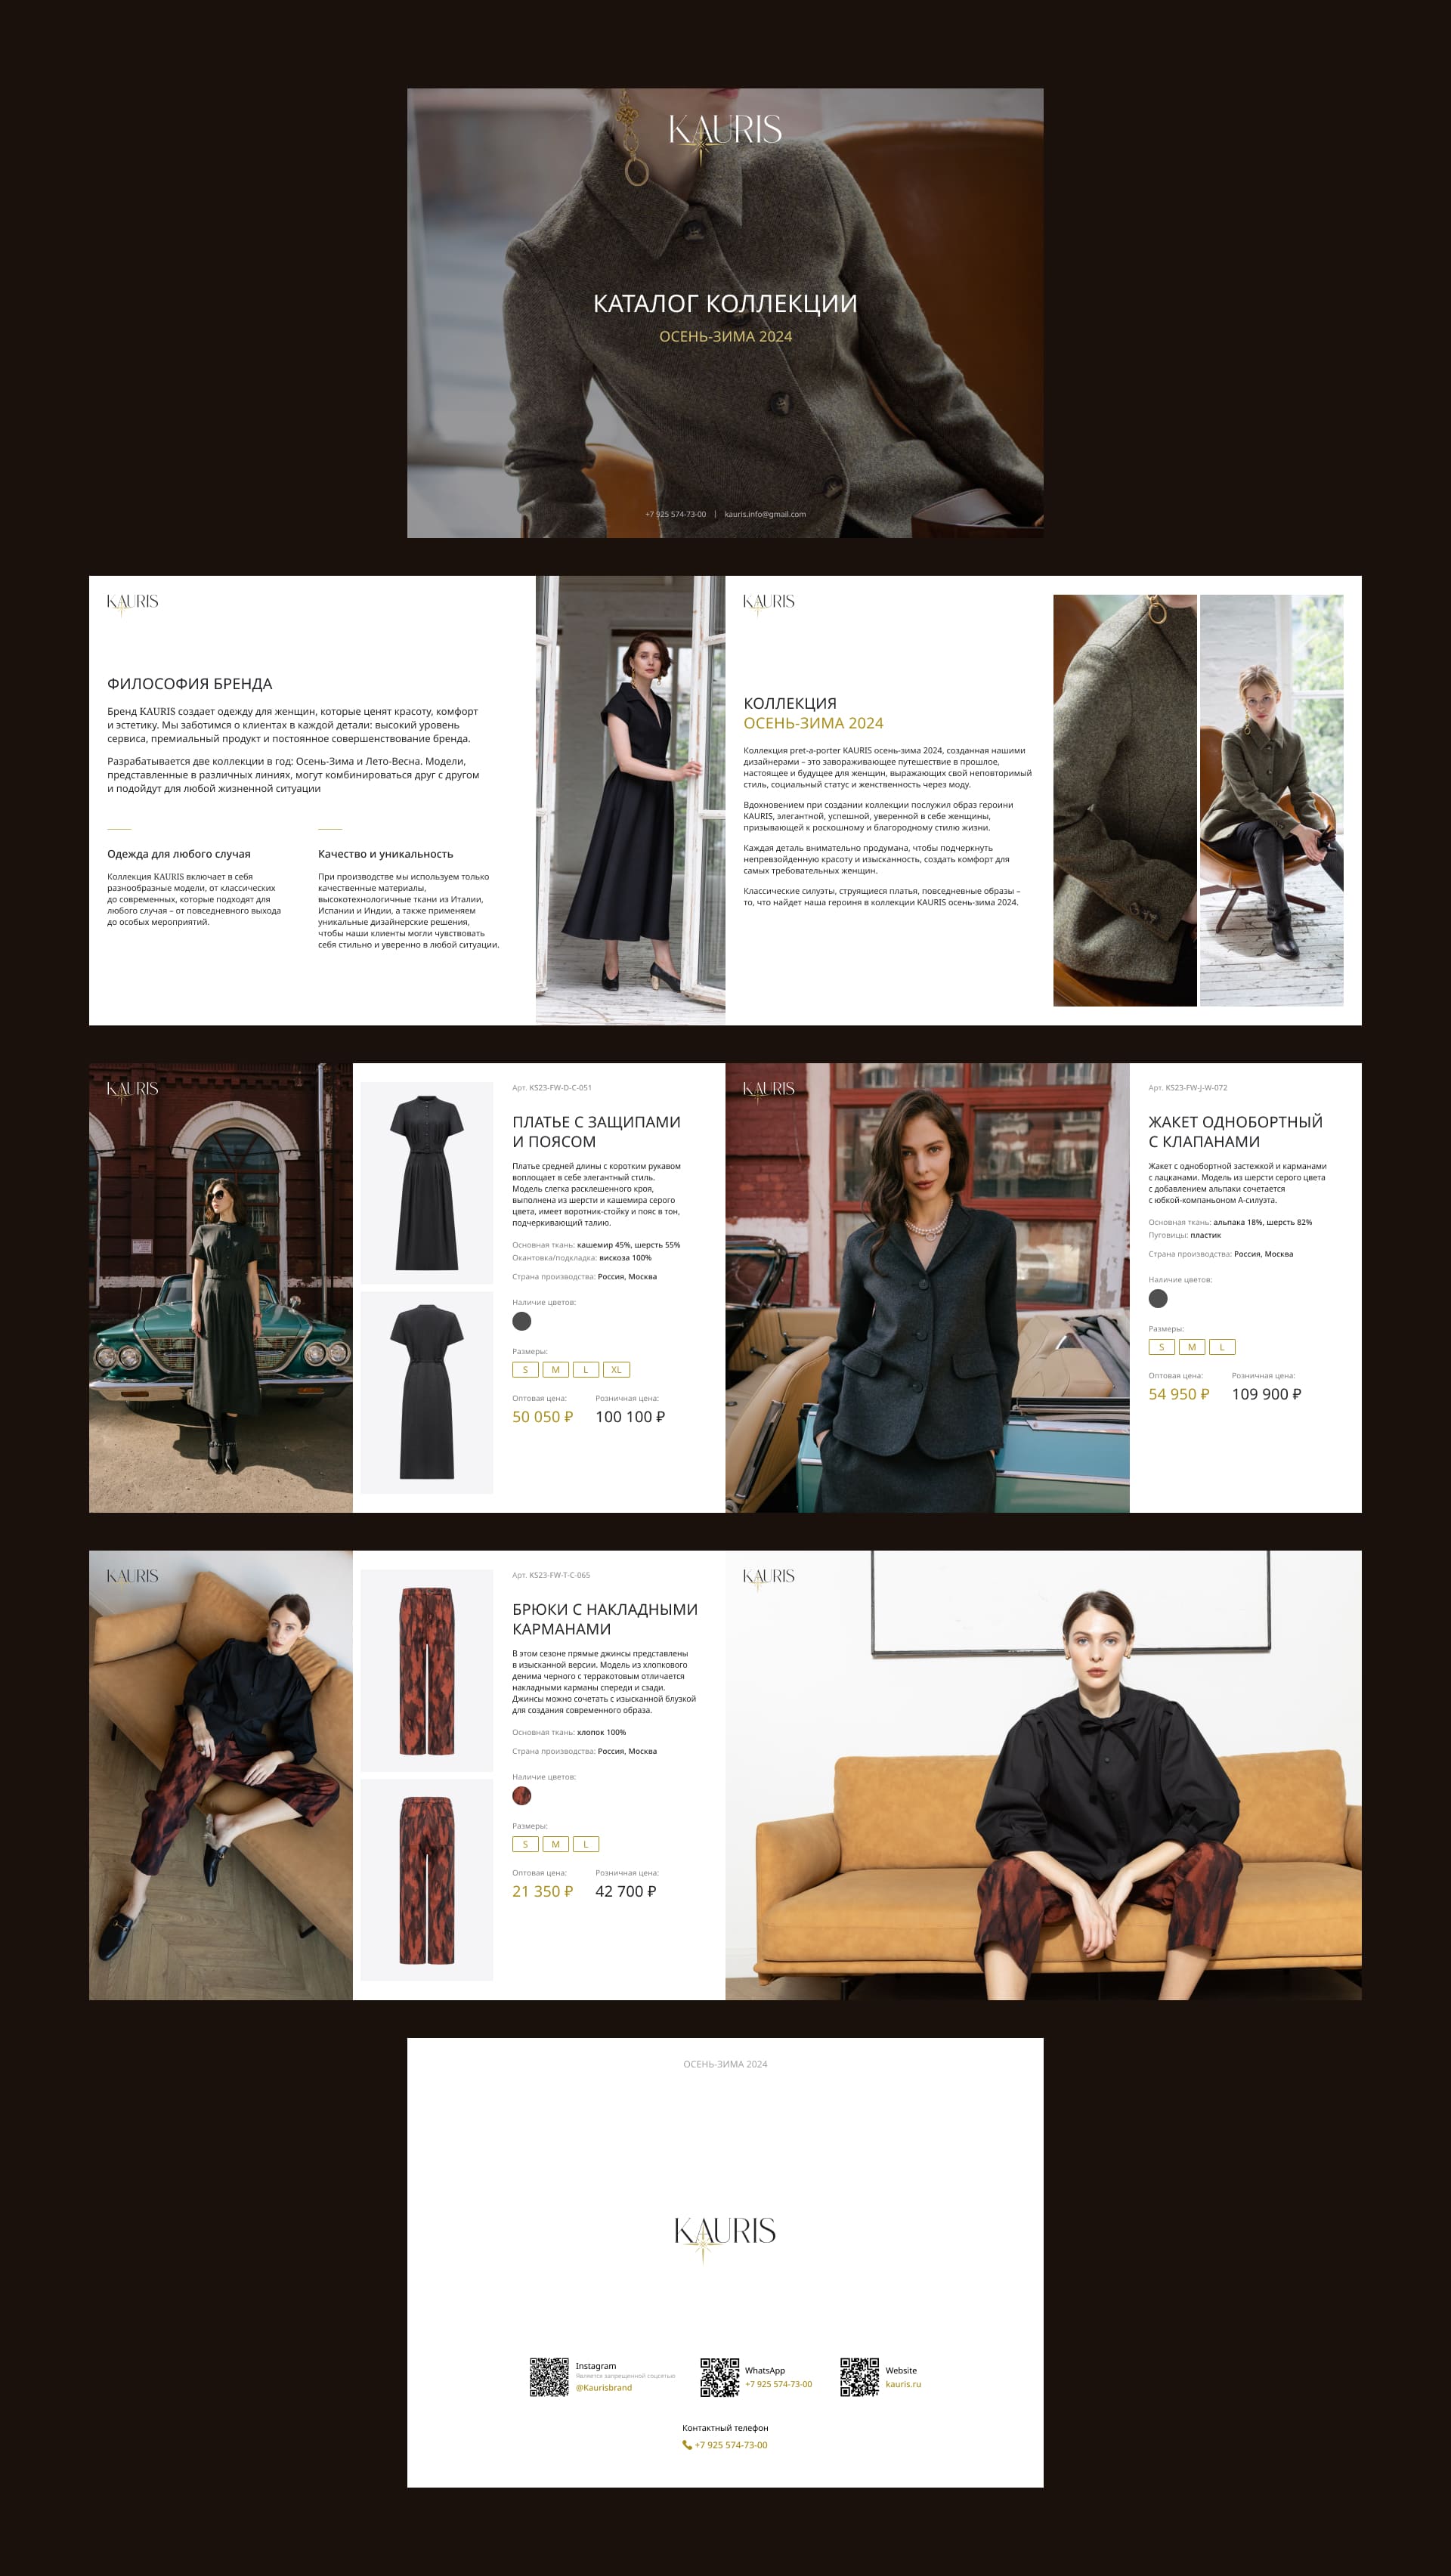 KAURIS
КАТАЛОГ КОЛЛЕКЦИИ
ОСЕНЬ-ЗИМА 2024
+7 925 574-73-00 | kauris.info@gmail.com
KAURIS
ФИЛОСОФИЯ БРЕНДА
Бренд KAURIS создает одежду для женщин, которые ценят красоту, комфорт
и эстетику. Мы заботимся о клиентах в каждой детали: высокий уровень
сервиса, премиальный продукт и постоянное совершенствование бренда.
Разрабатывается две коллекции в год: Осень-Зима и Лето-Весна. Модели,
представленные в различных линиях, могут комбинироваться друг с другом
и подойдут для любой жизненной ситуации
Одежда для любого случая
Коллекция KAURIS включает в себя
разнообразные модели, от классических
до современных, которые подходят для
любого случая – от повседневного выхода
до особых мероприятий.
Качество и уникальность
При производстве мы используем только
качественные материалы,
высокотехнологичные ткани из Италии,
Испании и Индии, а также применяем
уникальные дизайнерские решения,
чтобы наши клиенты могли чувствовать
себя стильно и уверенно в любой ситуации.
KAURIS
КОЛЛЕКЦИЯ
ОСЕНЬ-ЗИМА 2024
Коллекция pret-a-porter KAURIS осень-зима 2024, созданная нашими
дизайнерами – это завораживающее путешествие в прошлое,
настоящее и будущее для женщин, выражающих свой неповторимый
стиль, социальный статус и женственность через моду.
Вдохновением при создании коллекции послужил образ героини
KAURIS, элегантной, успешной, уверенной в себе женщины,
призывающей к роскошному и благородному стилю жизни.
Каждая деталь внимательно продумана, чтобы подчеркнуть
непревзойденную красоту и изысканность, создать комфорт для
самых требовательных женщин.
Классические силуэты, струящиеся платья, повседневные образы –
то, что найдет наша героиня в коллекции KAURIS осень-зима 2024.
KAURIS
Арт. KS23-FW-D-C-051
ПЛАТЬЕ С ЗАЩИПАМИ
И ПОЯСОМ
Платье средней длины с коротким рукавом
воплощает в себе элегантный стиль.
Модель слегка расклешенного кроя,
выполнена из шерсти и кашемира серого
цвета, имеет воротник-стойку и пояс в тон,
подчеркивающий талию.
Основная ткань: кашемир 45%, шерсть 55%
Окантовка/подкладка: вискоза 100%
Страна производства: Россия, Москва
Наличие цветов:
Размеры:
S M L XL
Оптовая цена: Розничная цена:
50 050 ₽ 100 100 ₽
KAURIS
Арт. KS23-FW-J-W-072
ЖАКЕТ ОДНОБОРТНЫЙ
С КЛАПАНАМИ
Жакет с однобортной застежкой и карманами
с лацканами. Модель из шерсти серого цвета
с добавлением альпаки сочетается
с юбкой-компаньоном А-силуэта.
Основная ткань: альпака 18%, шерсть 82%
Пуговицы: пластик
Страна производства: Россия, Москва
Наличие цветов:
Размеры:
S M L
Оптовая цена: Розничная цена:
54 950 ₽ 109 900 ₽
KAURIS
Арт. KS23-FW-T-C-065
БРЮКИ С НАКЛАДНЫМИ
КАРМАНАМИ
В этом сезоне прямые джинсы представлены
в изысканной версии. Модель из хлопкового
денима черного с терракотовым отличается
накладными карманы спереди и сзади.
Джинсы можно сочетать с изысканной блузкой
для создания современного образа.
Основная ткань: хлопок 100%
Страна производства: Россия, Москва
Наличие цветов:
Размеры:
S M L
Оптовая цена: Розничная цена:
21 350 ₽ 42 700 ₽
KAURIS
ОСЕНЬ-ЗИМА 2024
KAURIS
Instagram
Является запрещенной соцсетью
@Kaurisbrand
WhatsApp
+7 925 574-73-00
Website
kauris.ru
Контактный телефон
+7 925 574-73-00